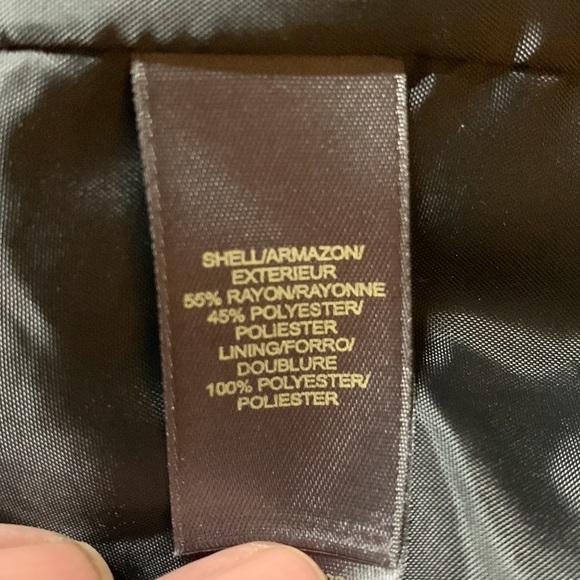 SHELL/ARMAZON/
EXTERIEUR
55% RAYON/RAYONNE
45% POLYESTER/
POLIESTER
LINING/FORRO/
DOUBLURE
100% POLYESTER/
POLIESTER